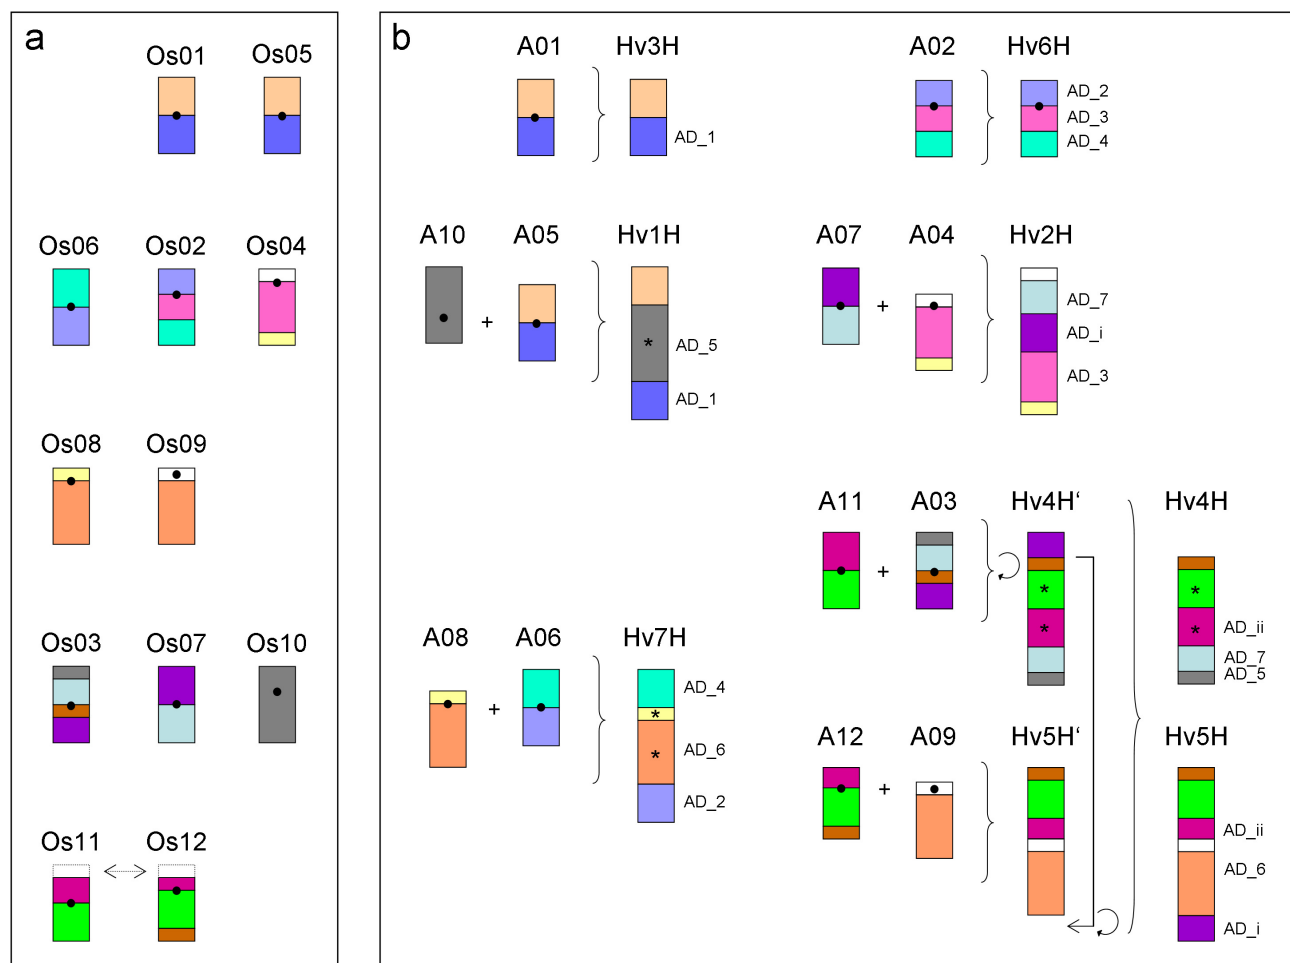 a
Os01 Os05
Os06 Os02 Os04
Os08 Os09
Os03 Os07 Os10
Os11 Os12
b
A01 Hv3H
AD_1
A02 Hv6H
AD_2
AD_3
AD_4
A10 + A05 Hv1H
* AD_5
AD_1
A07 + A04 Hv2H
AD_7
AD_i
AD_3
A11 + A03 Hv4H‘ Hv4H
* *
* * AD_ii
AD_7
AD_5
A08 + A06 Hv7H
AD_4
*
* AD_6
AD_2
A12 + A09 Hv5H‘ Hv5H
AD_ii
AD_6
AD_i